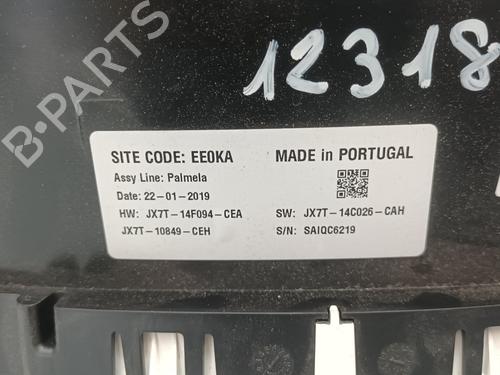 12318
SITE CODE: EE0KA
MADE in PORTUGAL
Assy Line: Palmela
Date: 22-01-2019
HW: JX7T-14F094-CEA
SW: JX7T-14C026-CAH
JX7T-10849-CEH
S/N: SAIQC6219
B-PARTS